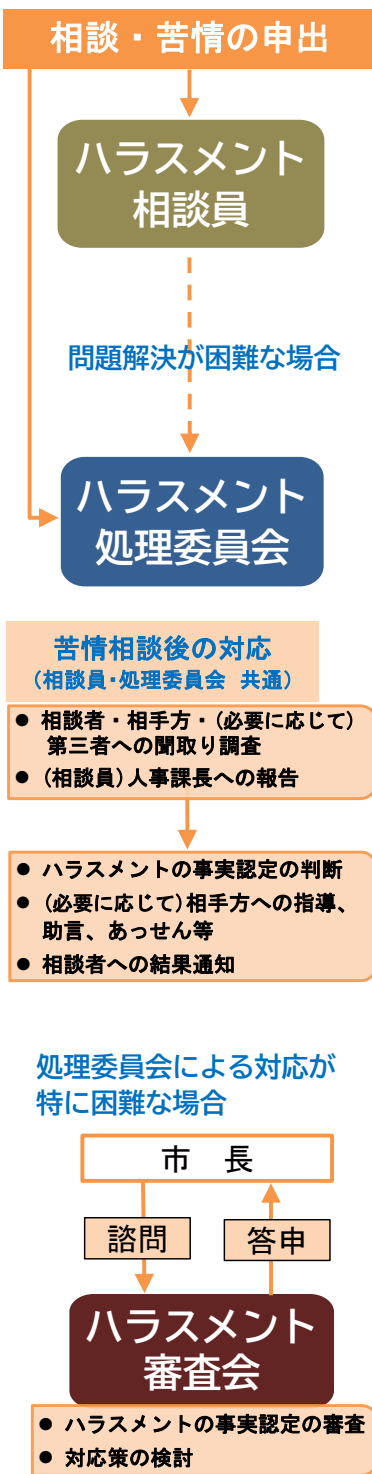 相談・苦情の申出
ハラスメント
相談員
問題解決が困難な場合
ハラスメント
処理委員会
苦情相談後の対応
(相談員・処理委員会 共通)
● 相談者・相手方・(必要に応じて)
第三者への聞取り調査
● (相談員)人事課長への報告
● ハラスメントの事実認定の判断
● (必要に応じて)相手方への指導、
助言、あっせん等
● 相談者への結果通知
処理委員会による対応が
特に困難な場合
市 長
諮問 答申
ハラスメント
審査会
● ハラスメントの事実認定の審査
● 対応策の検討